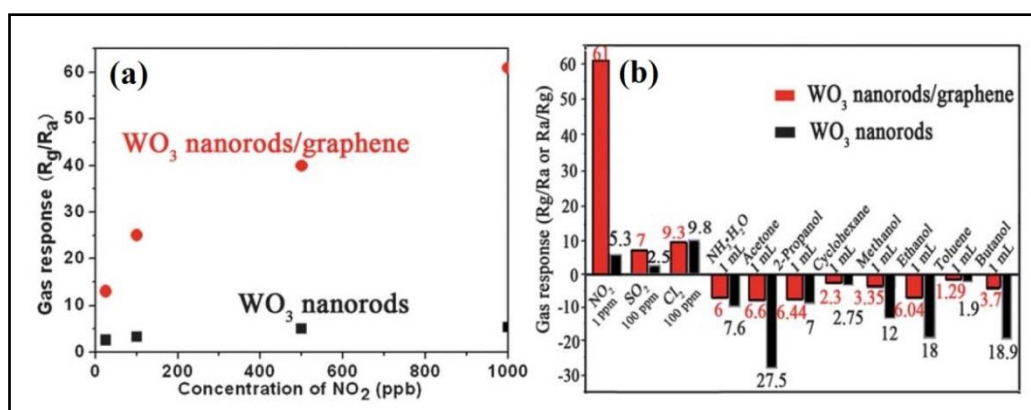 (a)
Gas response (Rg/Ra)
60
50
40
30
20
10
0
WO3 nanorods/graphene
WO3 nanorods
0 200 400 600 800 1000
Concentration of NO2 (ppb)
(b)
Gas response (Rg/Ra or Ra/Rg)
60
50
40
30
20
10
0
-10
-20
-30
WO3 nanorods/graphene
WO3 nanorods
61
5.3
7
2.5
9.3
9.8
NO2
1 ppm
SO2
100 ppm
Cl2
100 ppm
NH3·H2O
1 mL
Acetone
1 mL
2-Propanol
1 mL
Cyclohexane
1 mL
Methanol
1 mL
Ethanol
1 mL
Toluene
1 mL
Butanol
1 mL
6
7.6
6.6
27.5
6.44
7
2.3
2.75
3.35
12
6.04
18
1.29
1.9
3.7
18.9